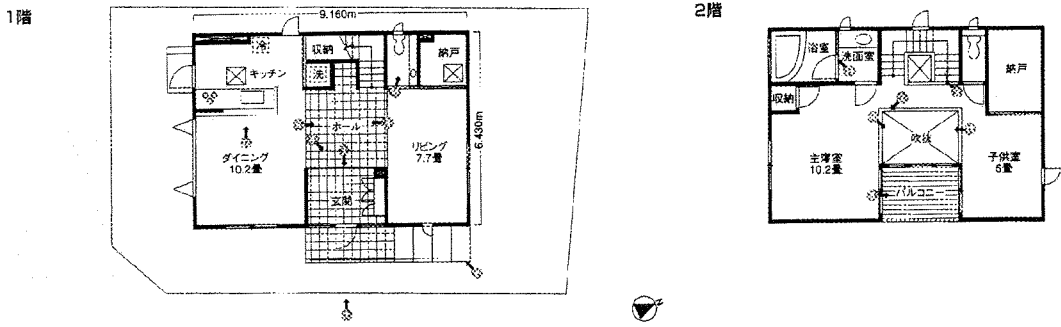 1階
9.160m
冷
収納
納戸
洗
キッチン
ホール
6.430m
ダイニング
10.2畳
リビング
7.7畳
玄関
2階
浴室
洗面室
納戸
収納
吹抜
主寝室
10.2畳
子供室
6畳
バルコニー
N